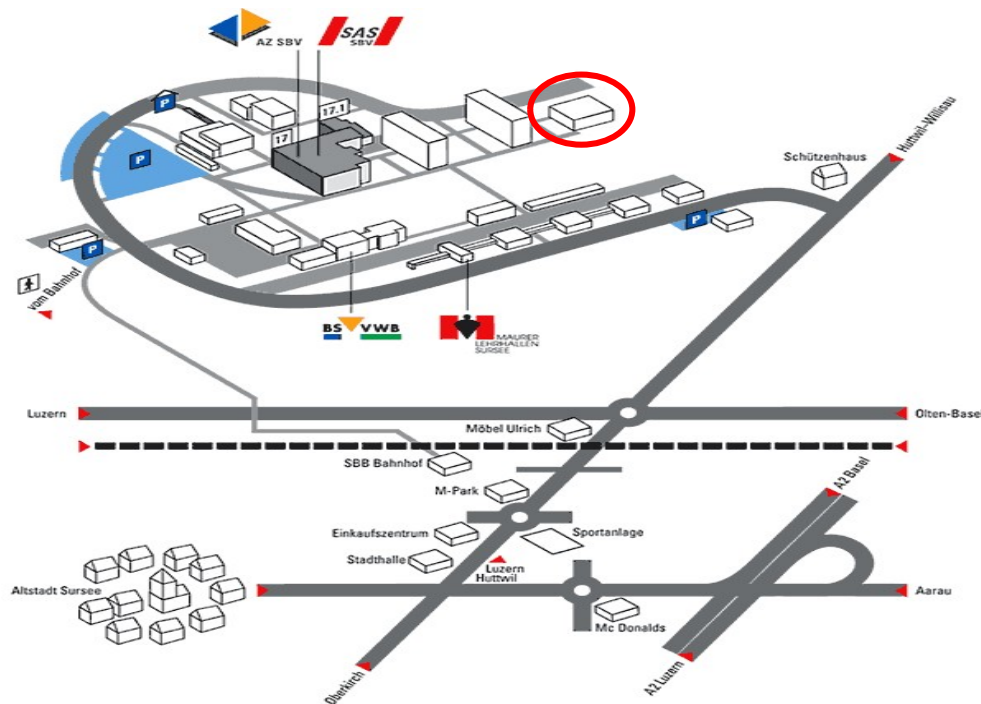 AZ SBV
SAS
SBV
17.1
17
P
P
P
P
Schützenhaus
Huttwil-Willisau
vom Bahnhof
BS VWB
MAURER
LEHRHALLEN
SURSEE
Luzern
Olten-Basel
Möbel Ulrich
SBB Bahnhof
M-Park
A2 Basel
Einkaufszentrum
Sportanlage
Stadthalle
Luzern
Huttwil
Altstadt Sursee
Aarau
Mc Donalds
Oberkirch
A2 Luzern